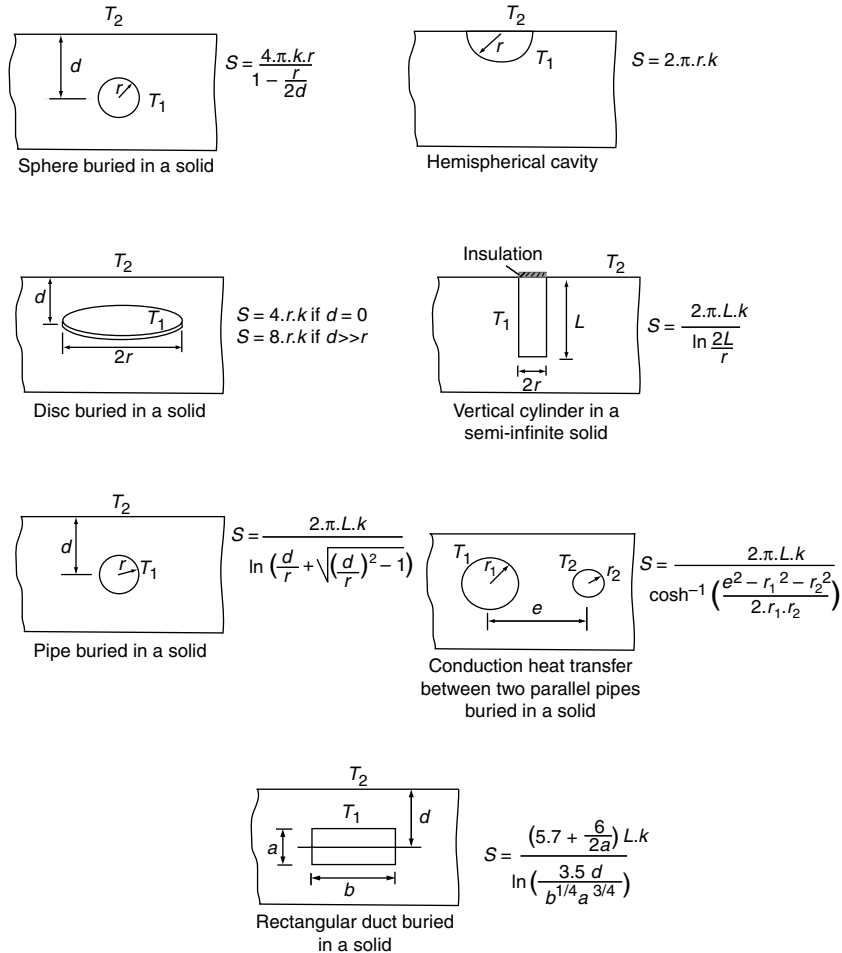 T2
d
r
T1
S = 4.π.k.r / (1 – r/2d)
Sphere buried in a solid
T2
r
T1
S = 2.π.r.k
Hemispherical cavity
T2
d
T1
2r
S = 4.r.k if d = 0
S = 8.r.k if d>>r
Disc buried in a solid
Insulation
T2
T1
L
2r
S = 2.π.L.k / ln 2L/r
Vertical cylinder in a
semi-infinite solid
T2
d
r
T1
S = 2.π.L.k / ln (d/r + √((d/r)² – 1))
Pipe buried in a solid
T1
r1
T2
r2
e
S = 2.π.L.k / cosh–1 (e² – r1² – r2² / 2.r1.r2)
Conduction heat transfer
between two parallel pipes
buried in a solid
T2
T1
d
a
b
S = (5.7 + 6/2a) L.k / ln (3.5 d / b^1/4 a^3/4)
Rectangular duct buried
in a solid